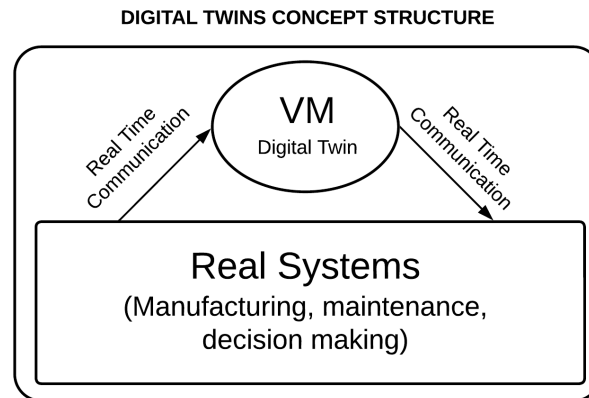 DIGITAL TWINS CONCEPT STRUCTURE
VM
Digital Twin
Real Time
Communication
Real Time
Communication
Real Systems
(Manufacturing, maintenance,
decision making)